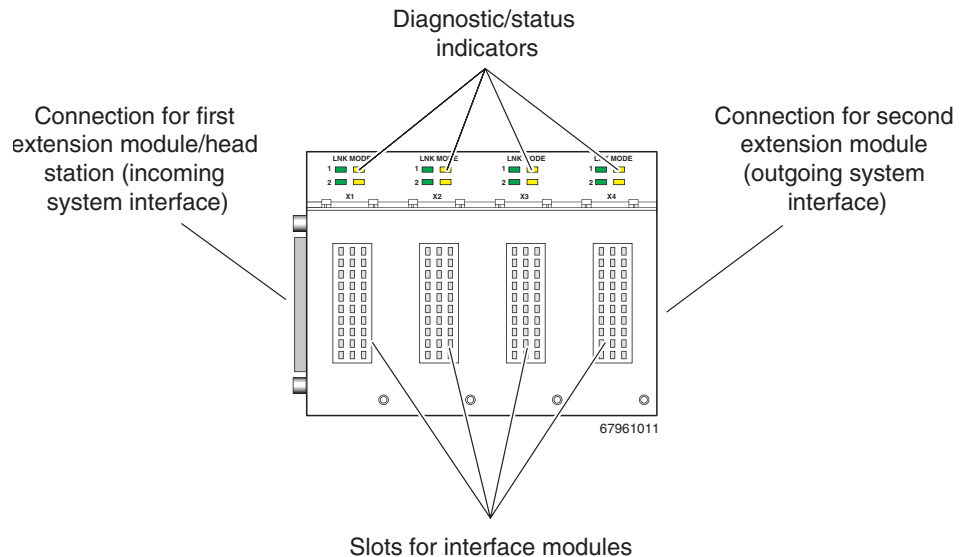 Diagnostic/status
indicators
Connection for first
extension module/head
station (incoming
system interface)
Connection for second
extension module
(outgoing system
interface)
LNK MODE LNK MODE LNK MODE LNK MODE
1 1 1 1
2 2 2 2
X1 X2 X3 X4
67961011
Slots for interface modules